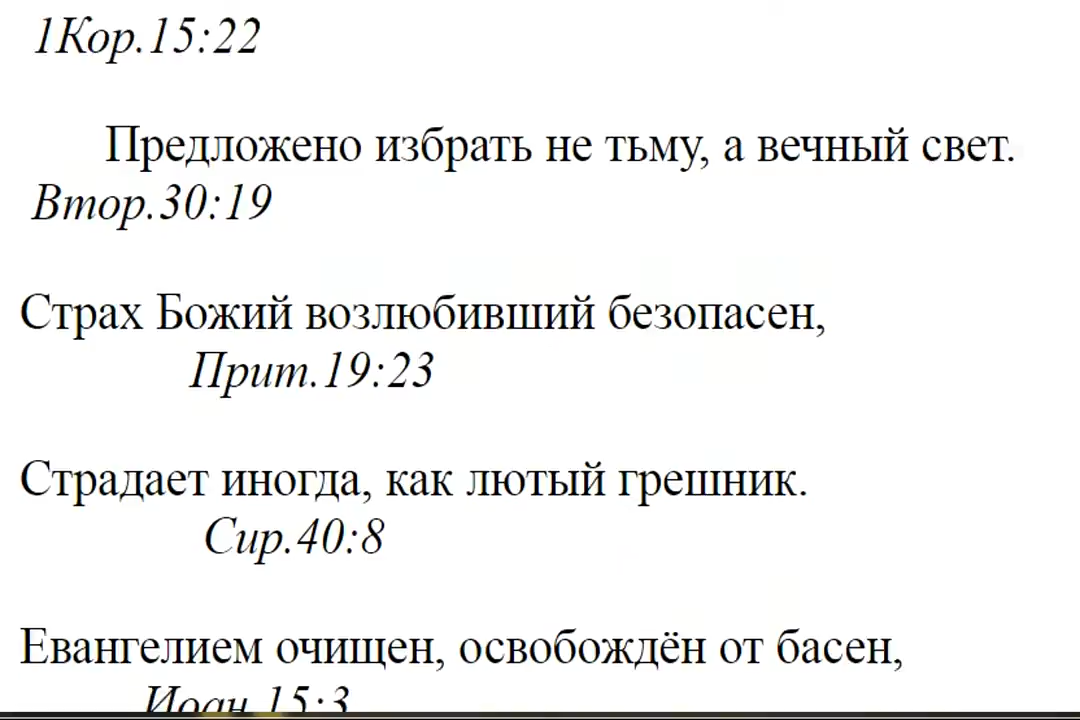 1Кор.15:22
Предложено избрать не тьму, а вечный свет.
Втор.30:19
Страх Божий возлюбивший безопасен,
Прит.19:23
Страдает иногда, как лютый грешник.
Сир.40:8
Евангелием очищен, освобождён от басен,
Иоан.15:3